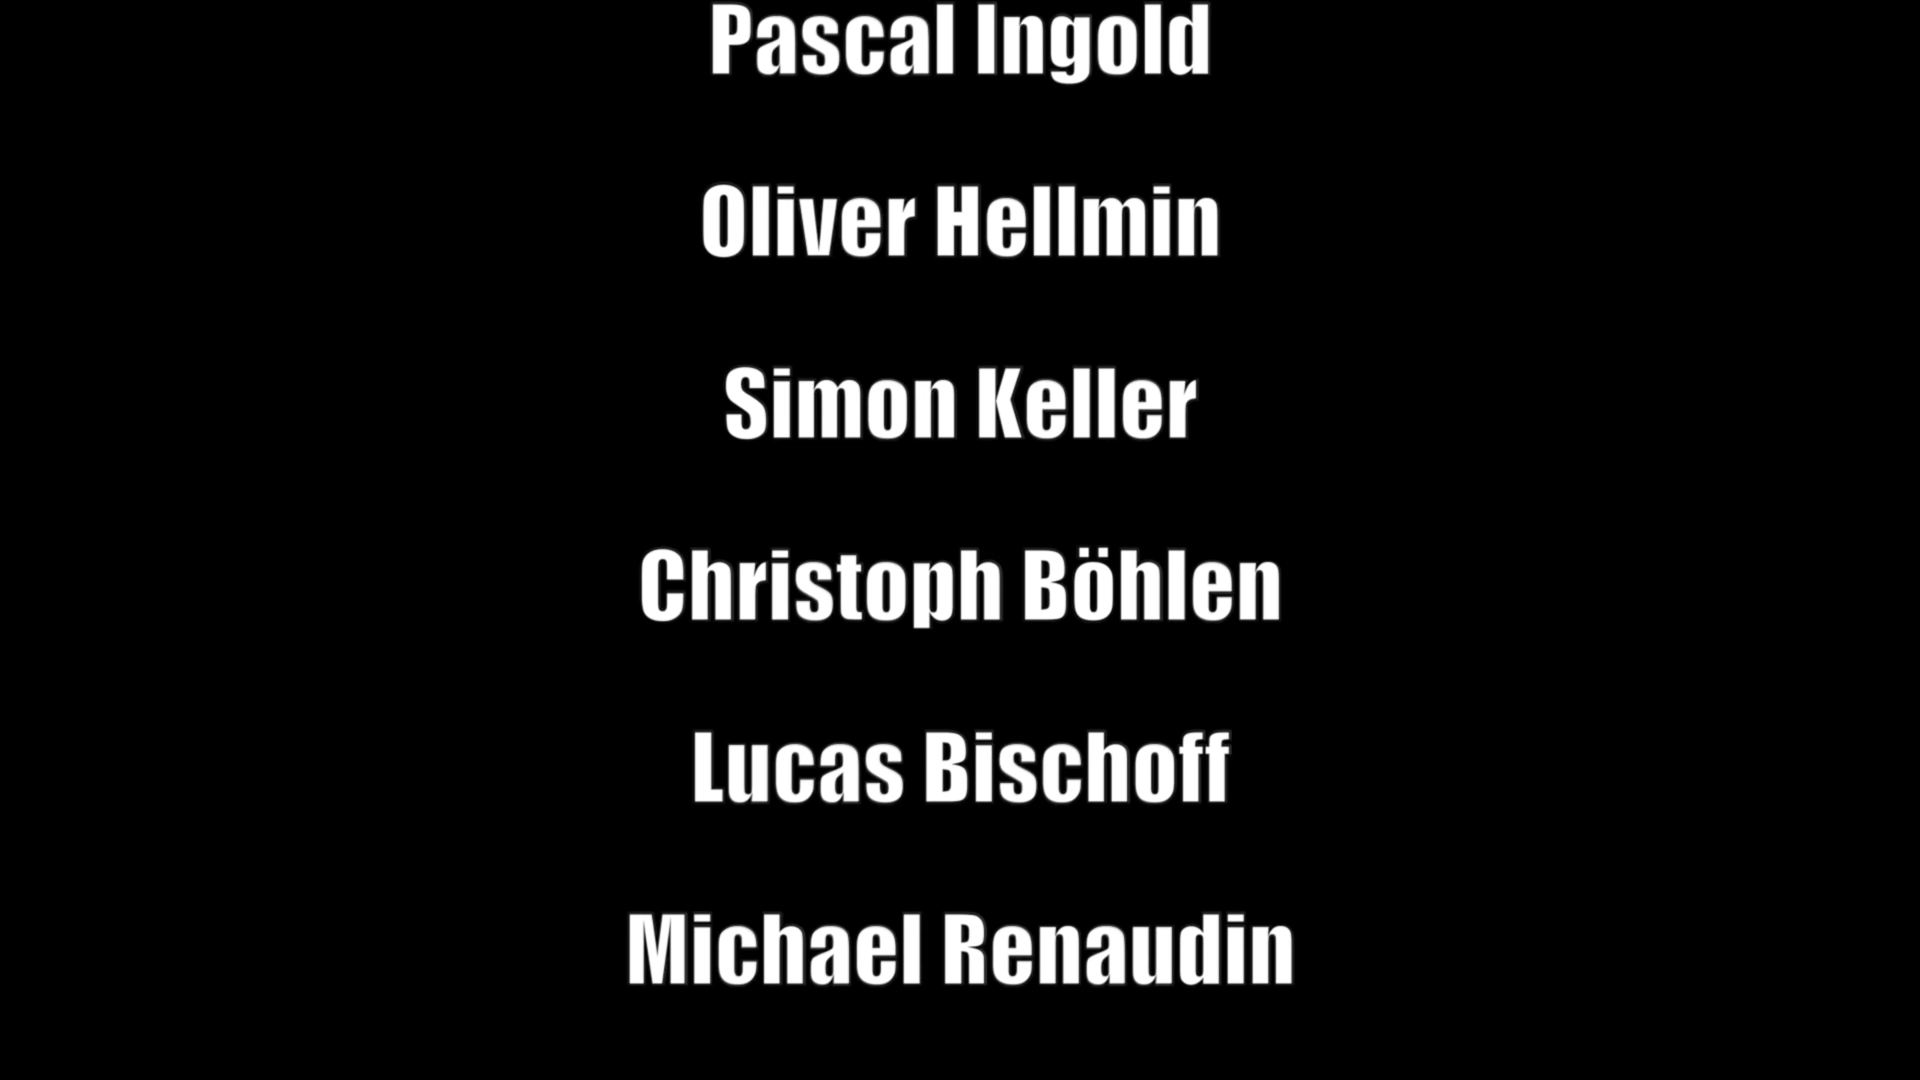 Pascal Ingold
Oliver Hellmin
Simon Keller
Christoph Böhlen
Lucas Bischoff
Michael Renaudin